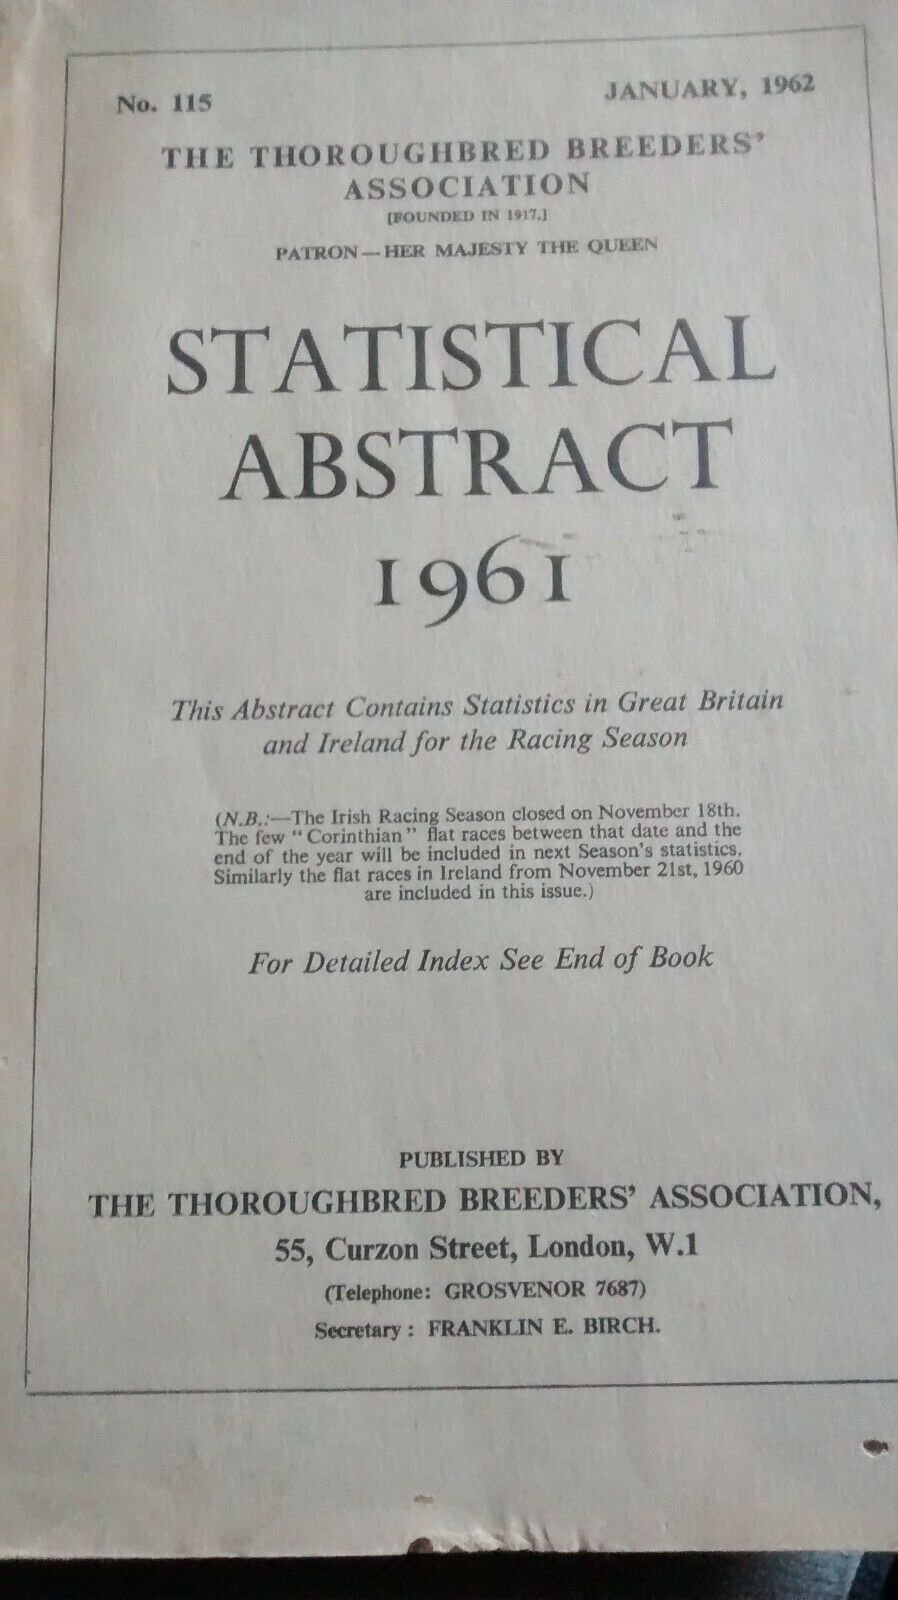 No. 115
JANUARY, 1962
THE THOROUGHBRED BREEDERS'
ASSOCIATION
[FOUNDED IN 1917.]
PATRON—HER MAJESTY THE QUEEN
STATISTICAL
ABSTRACT
1961
This Abstract Contains Statistics in Great Britain
and Ireland for the Racing Season
(N.B.:—The Irish Racing Season closed on November 18th.
The few "Corinthian" flat races between that date and the
end of the year will be included in next Season's statistics.
Similarly the flat races in Ireland from November 21st, 1960
are included in this issue.)
For Detailed Index See End of Book
PUBLISHED BY
THE THOROUGHBRED BREEDERS' ASSOCIATION,
55, Curzon Street, London, W.1
(Telephone: GROSVENOR 7687)
Secretary: FRANKLIN E. BIRCH.